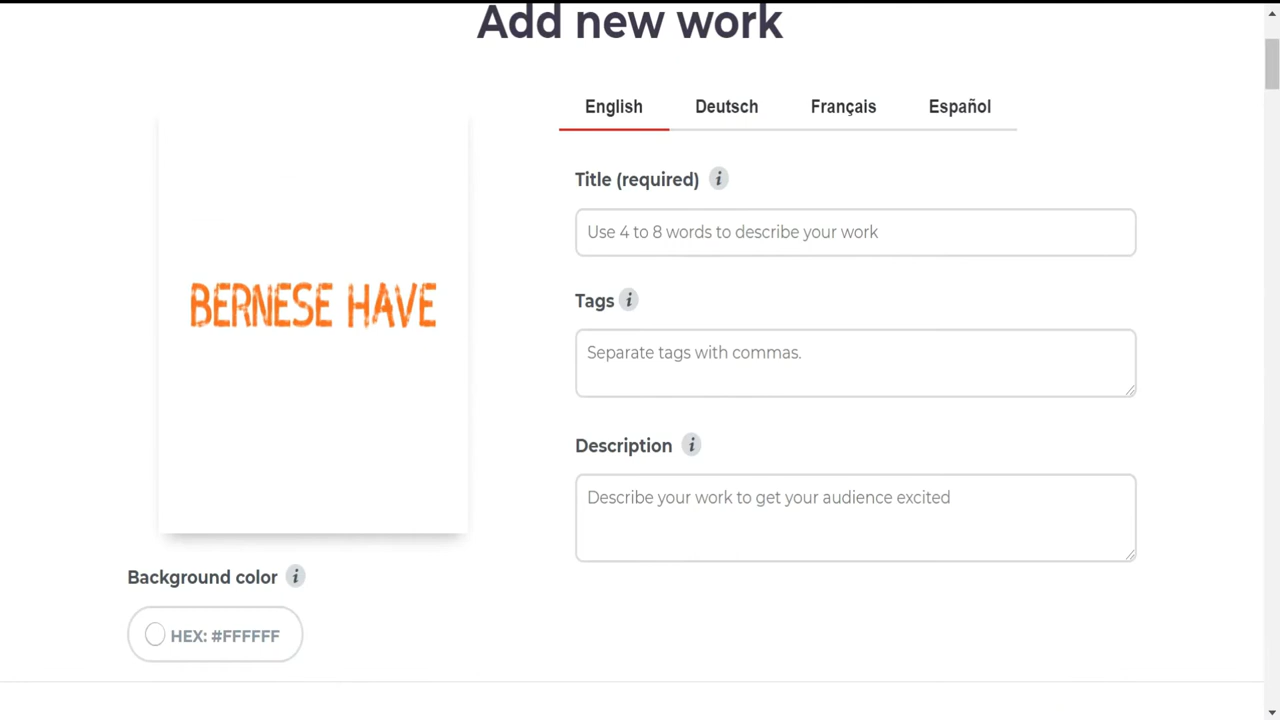 Add new work
English Deutsch Français Español
Title (required) i
Use 4 to 8 words to describe your work
Tags i
Separate tags with commas.
BERNESE HAVE
Description i
Describe your work to get your audience excited
Background color i
HEX: #FFFFFF